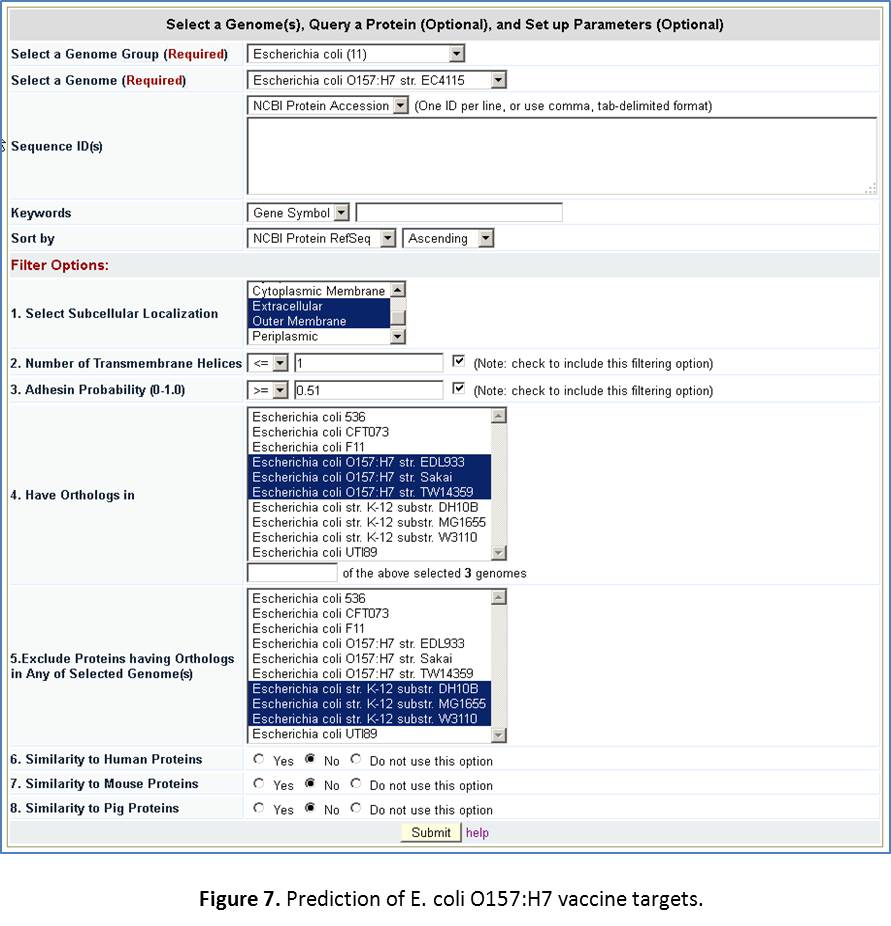 Select a Genome(s), Query a Protein (Optional), and Set up Parameters (Optional)
Select a Genome Group (Required) Escherichia coli (11)
Select a Genome (Required) Escherichia coli O157:H7 str. EC4115
NCBI Protein Accession (One ID per line, or use comma, tab-delimited format)
Sequence ID(s)
Keywords Gene Symbol
Sort by NCBI Protein RefSeq Ascending
Filter Options:
1. Select Subcellular Localization
Cytoplasmic Membrane
Extracellular
Outer Membrane
Periplasmic
2. Number of Transmembrane Helices <= 1 (Note: check to include this filtering option)
3. Adhesin Probability (0-1.0) >= 0.51 (Note: check to include this filtering option)
4. Have Orthologs in
Escherichia coli 536
Escherichia coli CFT073
Escherichia coli F11
Escherichia coli O157:H7 str. EDL933
Escherichia coli O157:H7 str. Sakai
Escherichia coli O157:H7 str. TW14359
Escherichia coli str. K-12 substr. DH10B
Escherichia coli str. K-12 substr. MG1655
Escherichia coli str. K-12 substr. W3110
Escherichia coli UTI89
of the above selected 3 genomes
5.Exclude Proteins having Orthologs
in Any of Selected Genome(s)
Escherichia coli 536
Escherichia coli CFT073
Escherichia coli F11
Escherichia coli O157:H7 str. EDL933
Escherichia coli O157:H7 str. Sakai
Escherichia coli O157:H7 str. TW14359
Escherichia coli str. K-12 substr. DH10B
Escherichia coli str. K-12 substr. MG1655
Escherichia coli str. K-12 substr. W3110
Escherichia coli UTI89
6. Similarity to Human Proteins Yes No Do not use this option
7. Similarity to Mouse Proteins Yes No Do not use this option
8. Similarity to Pig Proteins Yes No Do not use this option
Submit help
Figure 7. Prediction of E. coli O157:H7 vaccine targets.